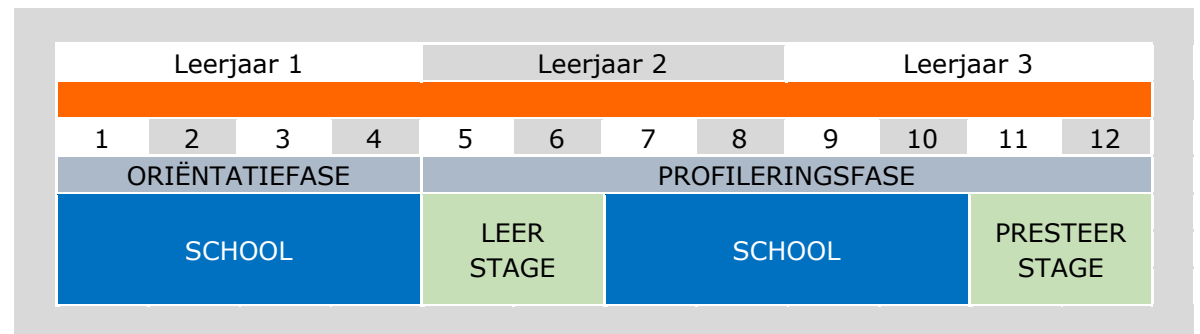 Leerjaar 1 Leerjaar 2 Leerjaar 3
1 2 3 4 5 6 7 8 9 10 11 12
ORIËNTATIEFASE PROFILERINGSFASE
SCHOOL
LEER
STAGE
SCHOOL
PRESTEER
STAGE